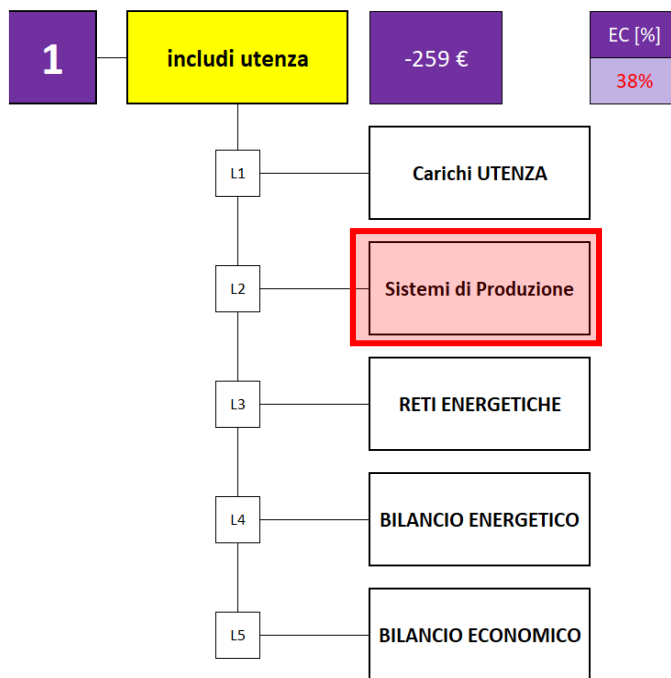 1
includi utenza
-259 €
EC [%]
38%
L1
Carichi UTENZA
L2
Sistemi di Produzione
L3
RETI ENERGETICHE
L4
BILANCIO ENERGETICO
L5
BILANCIO ECONOMICO